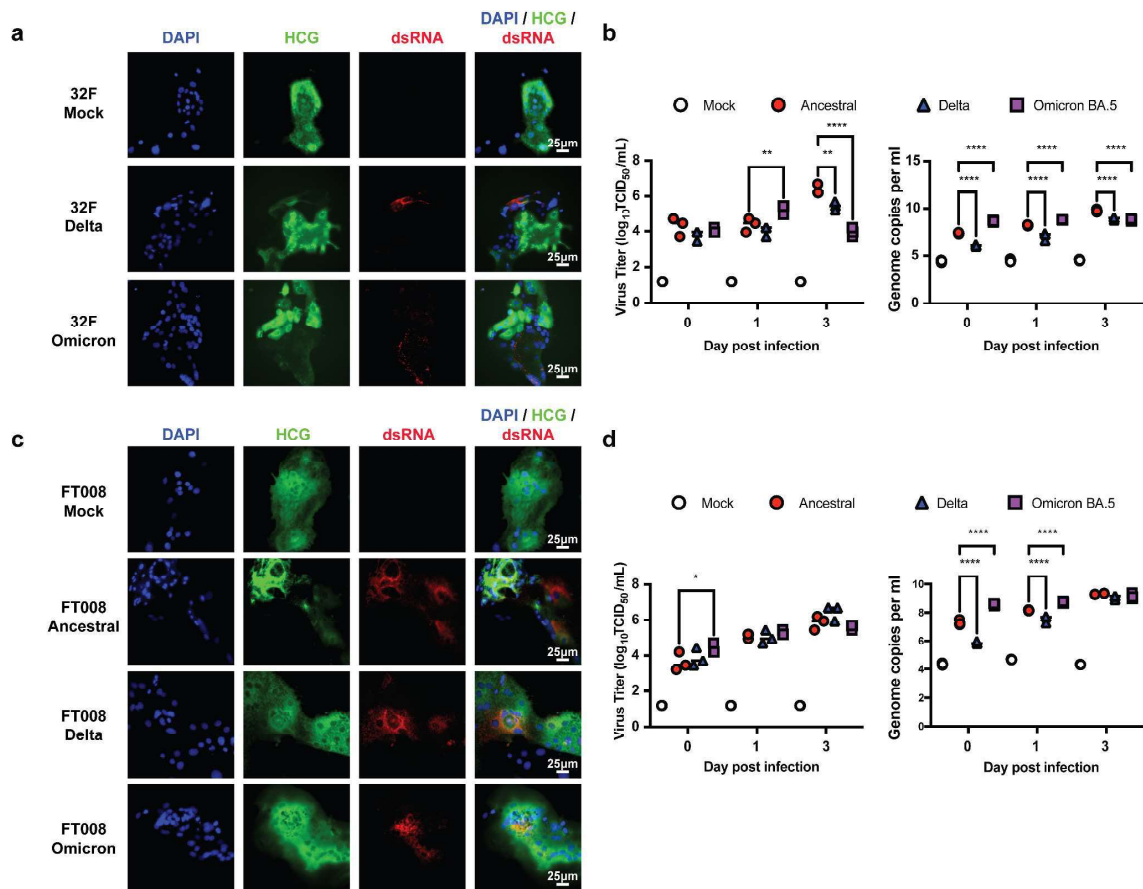 a
DAPI HCG dsRNA DAPI / HCG / dsRNA
32F Mock
25µm
32F Delta
25µm
32F Omicron
25µm
b
Mock Ancestral Delta Omicron BA.5
Virus Titer (log₁₁TCID₅₀/mL)
8
6
4
2
0
**
**
****
0 1 3
Day post infection
Genome copies per ml
15
10
5
0
****
****
****
****
****
****
0 1 3
Day post infection
c
DAPI HCG dsRNA DAPI / HCG / dsRNA
FT008 Mock
25µm
FT008 Ancestral
25µm
FT008 Delta
25µm
FT008 Omicron
25µm
d
Mock Ancestral Delta Omicron BA.5
Virus Titer (log₁₀TCID₅₀/mL)
8
6
4
2
0
*
0 1 3
Day post infection
Genome copies per ml
10
8
6
4
2
0
****
****
****
****
0 1 3
Day post infection